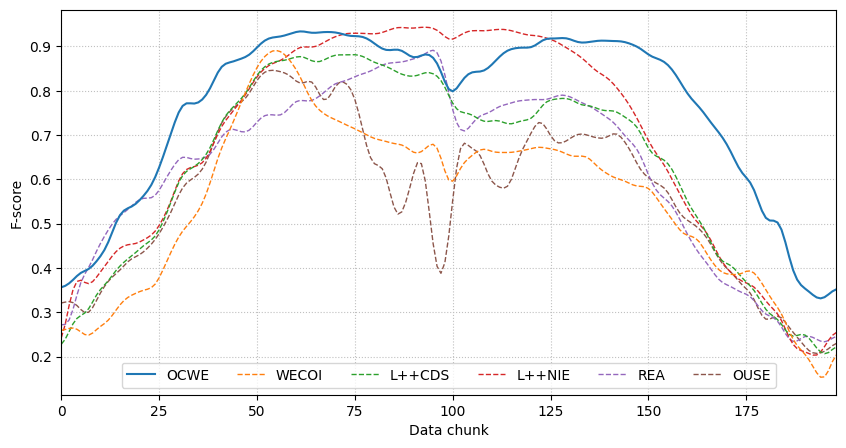 F-score
0.9
0.8
0.7
0.6
0.5
0.4
0.3
0.2
OCWE WECOI L++CDS L++NIE REA OUSE
0 25 50 75 100 125 150 175
Data chunk